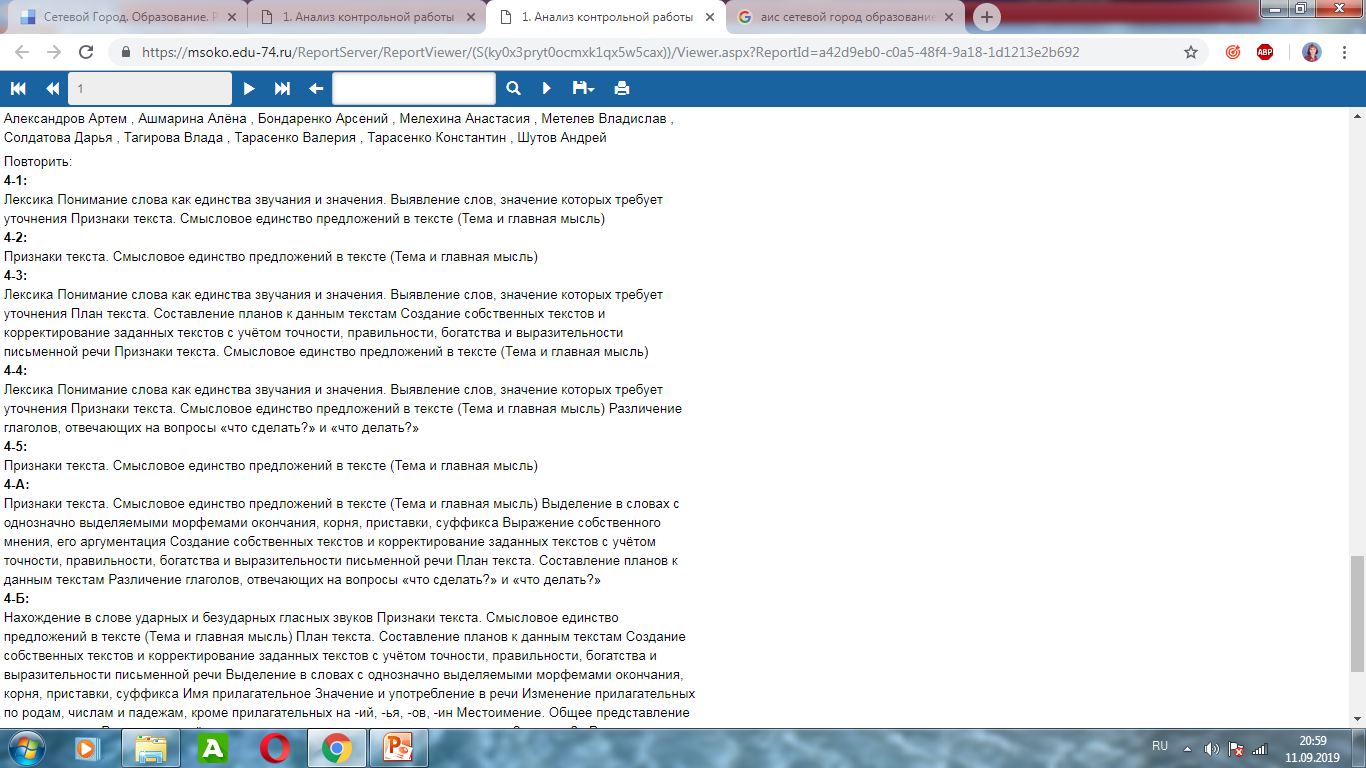 Сетевой Город. Образование. Р
1. Анализ контрольной работы
1. Анализ контрольной работы
аис сетевой город образование
https://msoko.edu-74.ru/ReportServer/ReportViewer/(S(ky0x3pryt0ocmxk1qx5w5cax))/Viewer.aspx?ReportId=a42d9eb0-c0a5-48f4-9a18-1d1213e2b692
ABP
1
Александров Артем , Ашмарина Алёна , Бондаренко Арсений , Мелехина Анастасия , Метелев Владислав ,
Солдатова Дарья , Тагирова Влада , Тарасенко Валерия , Тарасенко Константин , Шутов Андрей
Повторить:
4-1:
Лексика Понимание слова как единства звучания и значения. Выявление слов, значение которых требует
уточнения Признаки текста. Смысловое единство предложений в тексте (Тема и главная мысль)
4-2:
Признаки текста. Смысловое единство предложений в тексте (Тема и главная мысль)
4-3:
Лексика Понимание слова как единства звучания и значения. Выявление слов, значение которых требует
уточнения План текста. Составление планов к данным текстам Создание собственных текстов и
корректирование заданных текстов с учётом точности, правильности, богатства и выразительности
письменной речи Признаки текста. Смысловое единство предложений в тексте (Тема и главная мысль)
4-4:
Лексика Понимание слова как единства звучания и значения. Выявление слов, значение которых требует
уточнения Признаки текста. Смысловое единство предложений в тексте (Тема и главная мысль) Различение
глаголов, отвечающих на вопросы «что сделать?» и «что делать?»
4-5:
Признаки текста. Смысловое единство предложений в тексте (Тема и главная мысль)
4-А:
Признаки текста. Смысловое единство предложений в тексте (Тема и главная мысль) Выделение в словах с
однозначно выделяемыми морфемами окончания, корня, приставки, суффикса Выражение собственного
мнения, его аргументация Создание собственных текстов и корректирование заданных текстов с учётом
точности, правильности, богатства и выразительности письменной речи План текста. Составление планов к
данным текстам Различение глаголов, отвечающих на вопросы «что сделать?» и «что делать?»
4-Б:
Нахождение в слове ударных и безударных гласных звуков Признаки текста. Смысловое единство
предложений в тексте (Тема и главная мысль) План текста. Составление планов к данным текстам Создание
собственных текстов и корректирование заданных текстов с учётом точности, правильности, богатства и
выразительности письменной речи Выделение в словах с однозначно выделяемыми морфемами окончания,
корня, приставки, суффикса Имя прилагательное Значение и употребление в речи Изменение прилагательных
по родам, числам и падежам, кроме прилагательных на -ий, -ья, -ов, -ин Местоимение. Общее представление
RU
20:59
11.09.2019